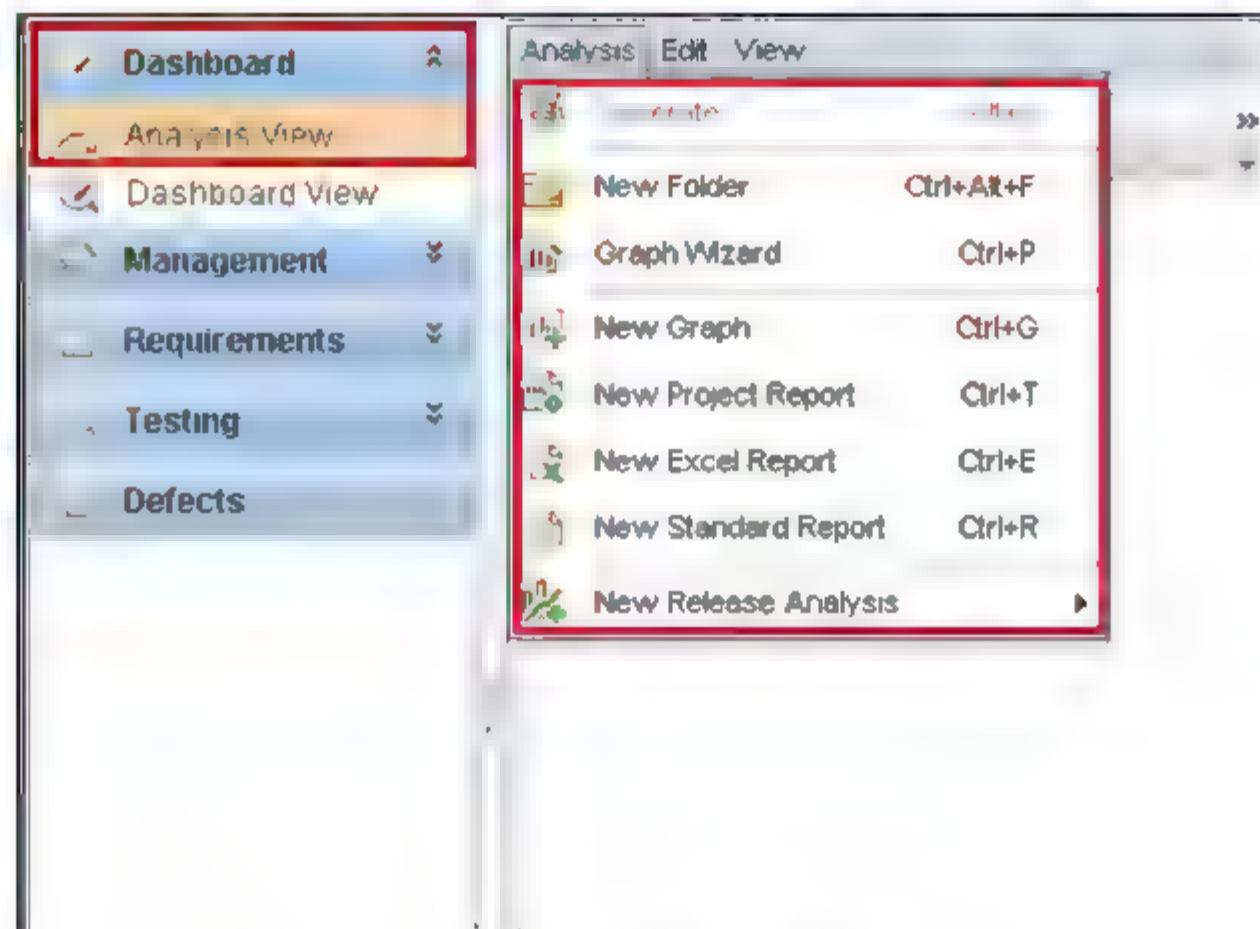 Dashboard
Analysis View
Dashboard View
Management
Requirements
Testing
Defects
Analysis Edit View
New Folder Ctrl+Alt+F
Graph Wizard Ctrl+P
New Graph Ctrl+G
New Project Report Ctrl+T
New Excel Report Ctrl+E
New Standard Report Ctrl+R
New Release Analysis